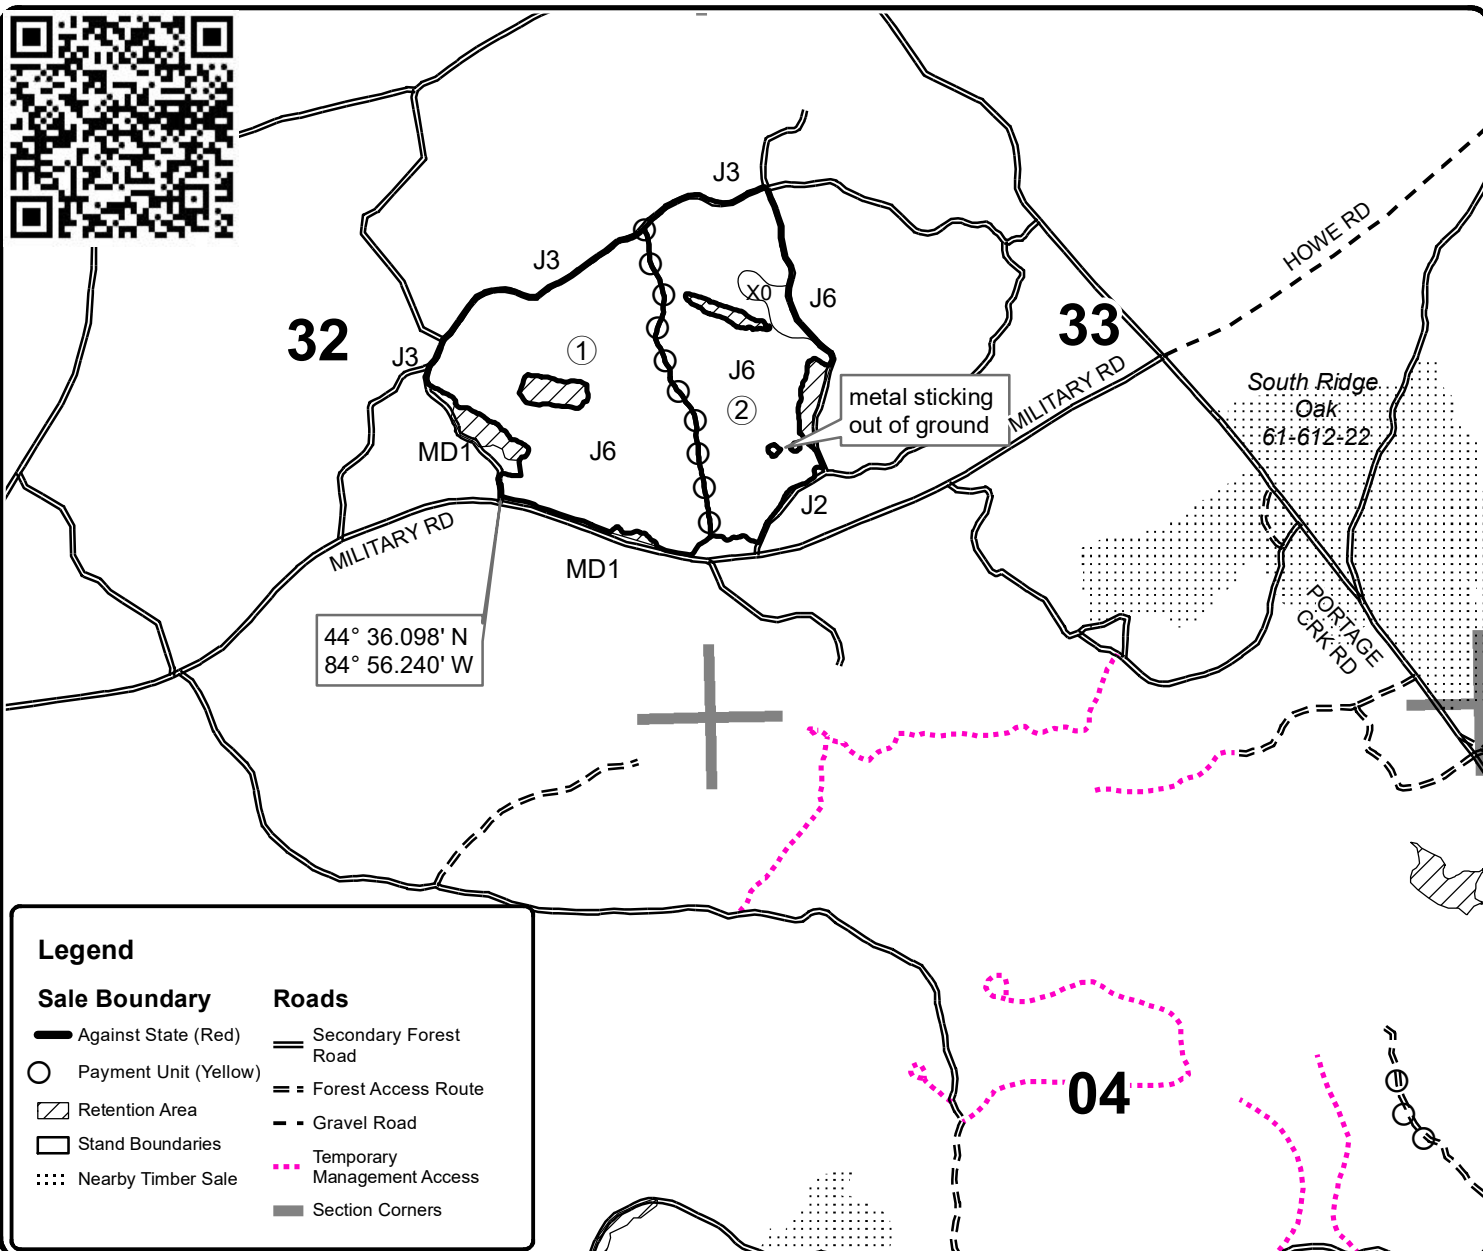 J3
J3
HOWE RD
X0
J6
32
33
J3
1
J6
2
MILITARY RD
South Ridge
Oak
61-612-22
metal sticking
out of ground
MD1
J6
J2
MILITARY RD
MD1
PORTAGE
CRK RD
44° 36.098' N
84° 56.240' W
04
Legend
Sale Boundary
Against State (Red)
Payment Unit (Yellow)
Retention Area
Stand Boundaries
Nearby Timber Sale
Roads
Secondary Forest
Road
Forest Access Route
Gravel Road
Temporary
Management Access
Section Corners